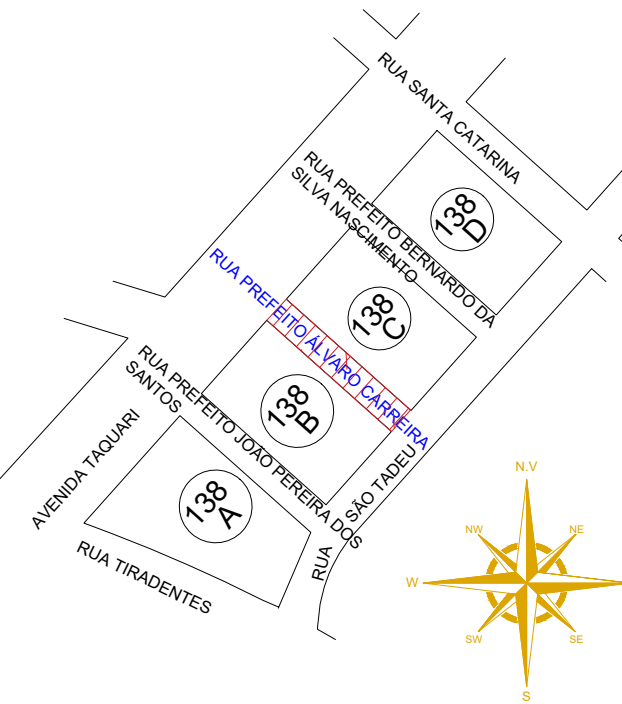 RUA SANTA CATARINA
RUA PREFEITO BERNARDO DA
SILVA NASCIMENTO
138
D
138
C
RUA PREFEITO ÁLVARO CARREIRA
138
B
RUA PREFEITO JOÃO PEREIRA DOS
SANTOS
AVENIDA TAQUARI
138
A
RUA TIRADENTES
RUA SÃO TADEU
N.V
NW
NE
W
SW
SE
S